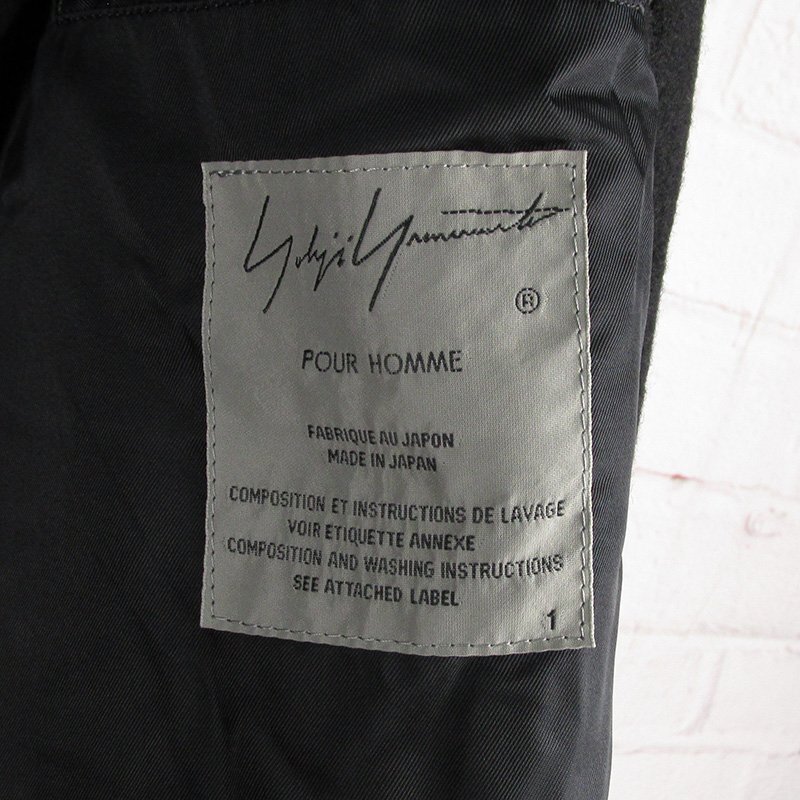 Yohji Yamamoto
®
POUR HOMME
FABRIQUE AU JAPON
MADE IN JAPAN
COMPOSITION ET INSTRUCTIONS DE LAVAGE
VOIR ETIQUETTE ANNEXE
COMPOSITION AND WASHING INSTRUCTIONS
SEE ATTACHED LABEL
1